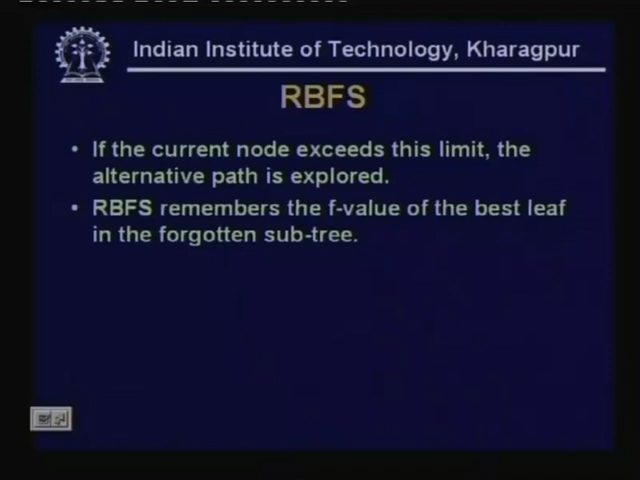 Indian Institute of Technology, Kharagpur
RBFS
• If the current node exceeds this limit, the
alternative path is explored.
• RBFS remembers the f-value of the best leaf
in the forgotten sub-tree.